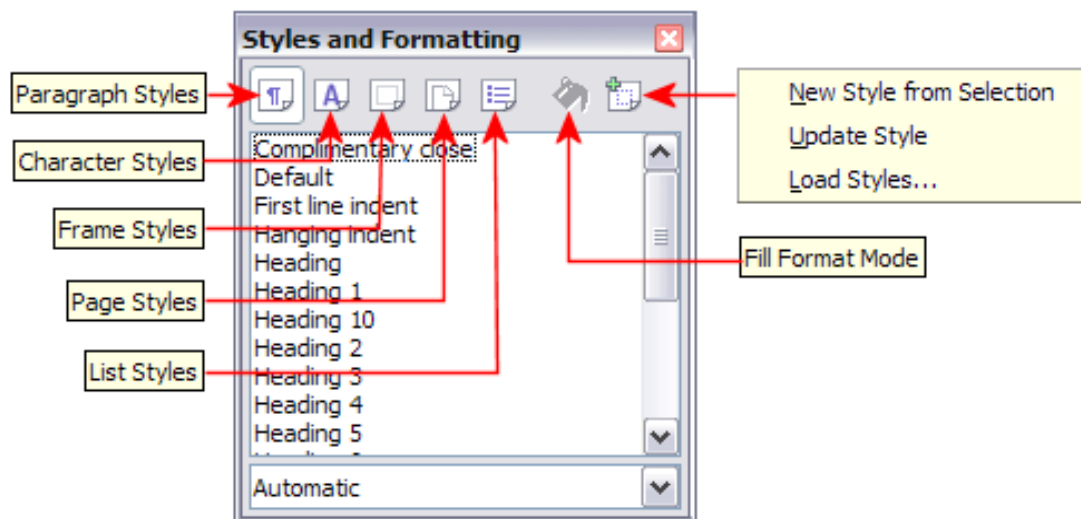 Styles and Formatting
Paragraph Styles
Character Styles
Frame Styles
Page Styles
List Styles
New Style from Selection
Update Style
Load Styles...
Fill Format Mode
Complimentary close
Default
First line indent
Hanging indent
Heading
Heading 1
Heading 10
Heading 2
Heading 3
Heading 4
Heading 5
Automatic